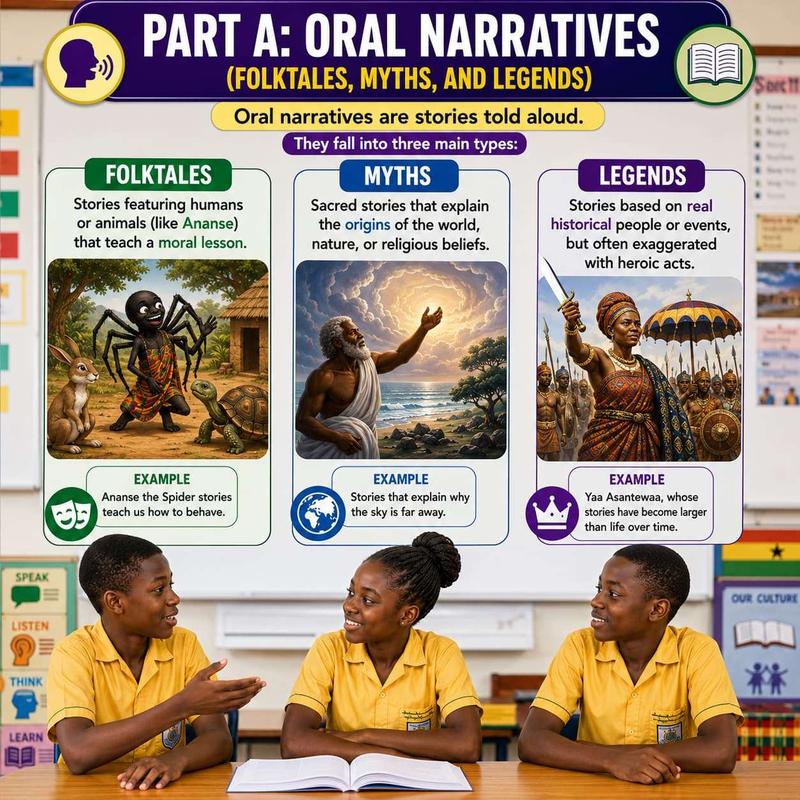 PART A: ORAL NARRATIVES
(FOLKTALES, MYTHS, AND LEGENDS)
Oral narratives are stories told aloud.
They fall into three main types:
FOLKTALES
Stories featuring humans
or animals (like Ananse)
that teach a moral lesson.
EXAMPLE
Ananse the Spider stories
teach us how to behave.
MYTHS
Sacred stories that explain
the origins of the world,
nature, or religious beliefs.
EXAMPLE
Stories that explain why
the sky is far away.
LEGENDS
Stories based on real
historical people or events,
but often exaggerated
with heroic acts.
EXAMPLE
Yaa Asantewaa, whose
stories have become larger
than life over time.
SPEAK
LISTEN
THINK
LEARN
OUR CULTURE